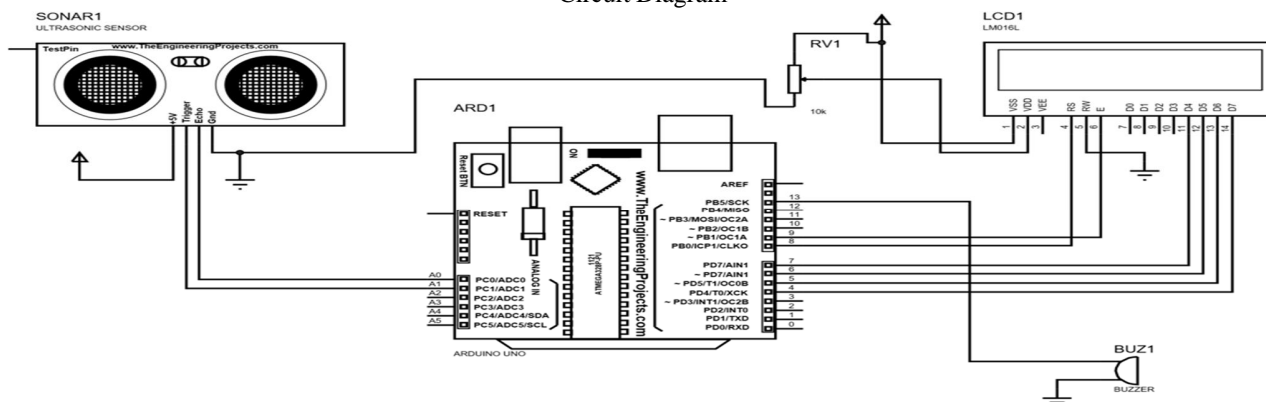 Circuit Diagram
SONAR1
ULTRASONIC SENSOR
TestPin
www.TheEngineeringProjects.com
+5V
Trigger
Echo
Gnd
RV1
10k
LCD1
LM016L
VSS
VDD
VEE
RS
RW
E
D0
D1
D2
D3
D4
D5
D6
D7
1
2
3
4
5
6
7
8
9
10
11
12
13
14
ARD1
Reset BTN
ON
www.TheEngineeringProjects.com
1121
ATMEGA328P-PU
ANALOG IN
RESET
A0 PC0/ADC0
A1 PC1/ADC1
A2 PC2/ADC2
A3 PC3/ADC3
A4 PC4/ADC4/SDA
A5 PC5/ADC5/SCL
AREF
PB5/SCK 13
PB4/MISO 12
~ PB3/MOSI/OC2A 11
~ PB2/OC1B 10
~ PB1/OC1A 9
PB0/ICP1/CLKO 8
PD7/AIN1 7
~ PD7/AIN1 6
~ PD5/T1/OC0B 5
PD4/T0/XCK 4
~ PD3/INT1/OC2B 3
PD2/INT0 2
PD1/TXD 1
PD0/RXD 0
ARDUINO UNO
BUZ1
BUZZER